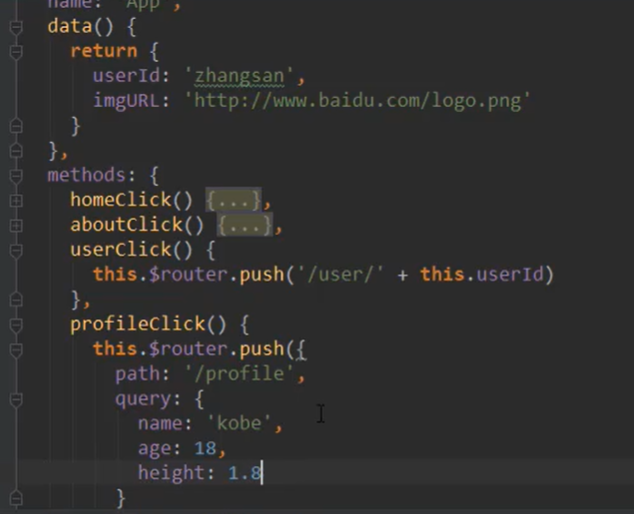 name: 'App',
data() {
return {
userId: 'zhangsan',
imgURL: 'http://www.baidu.com/logo.png'
}
},
methods: {
homeClick() {...},
aboutClick() {...},
userClick() {
this.$router.push('/user/' + this.userId)
},
profileClick() {
this.$router.push({
path: '/profile',
query: {
name: 'kobe',
age: 18,
height: 1.8
}